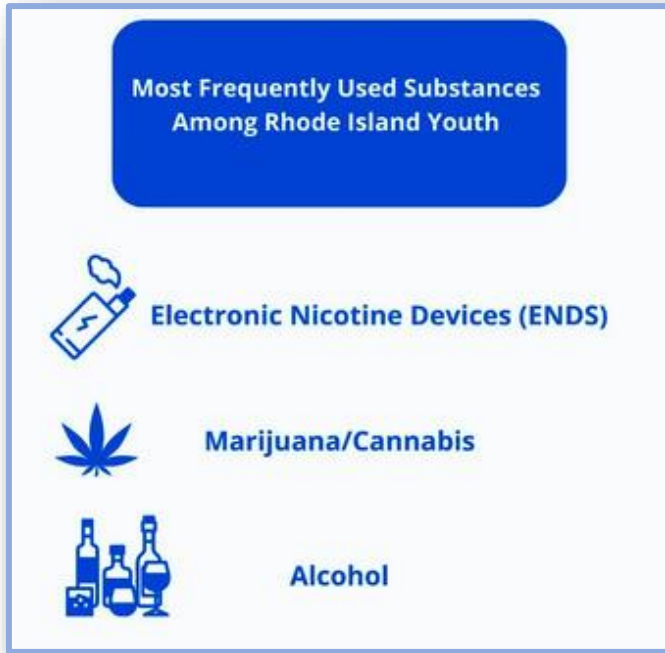 Most Frequently Used Substances
Among Rhode Island Youth
Electronic Nicotine Devices (ENDS)
Marijuana/Cannabis
Alcohol